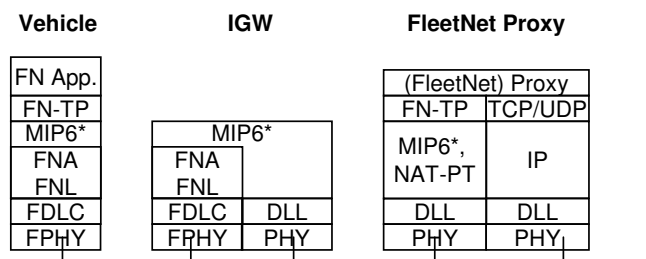 Vehicle IGW FleetNet Proxy
FN App.
FN-TP
MIP6*
FNA
FNL
FDLC
FPHY
MIP6*
FNA
FNL
FDLC DLL
FPHY PHY
(FleetNet) Proxy
FN-TP TCP/UDP
MIP6*,
NAT-PT
IP
DLL DLL
PHY PHY